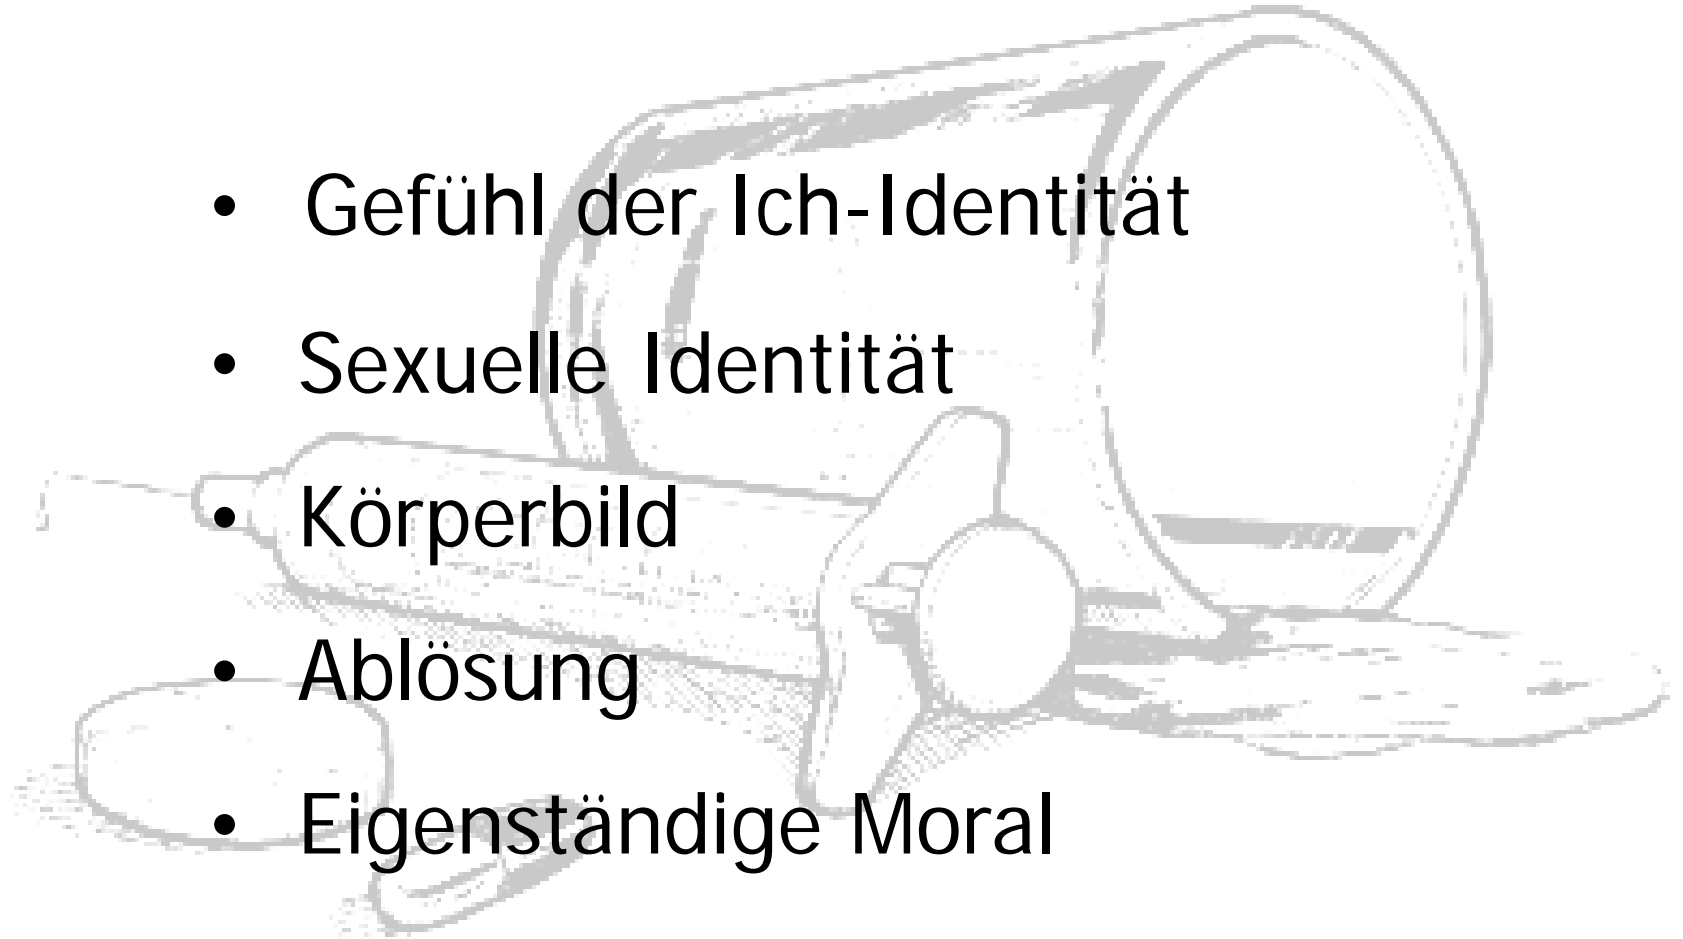 • Gefühl der Ich-Identität
• Sexuelle Identität
• Körperbild
• Ablösung
• Eigenständige Moral